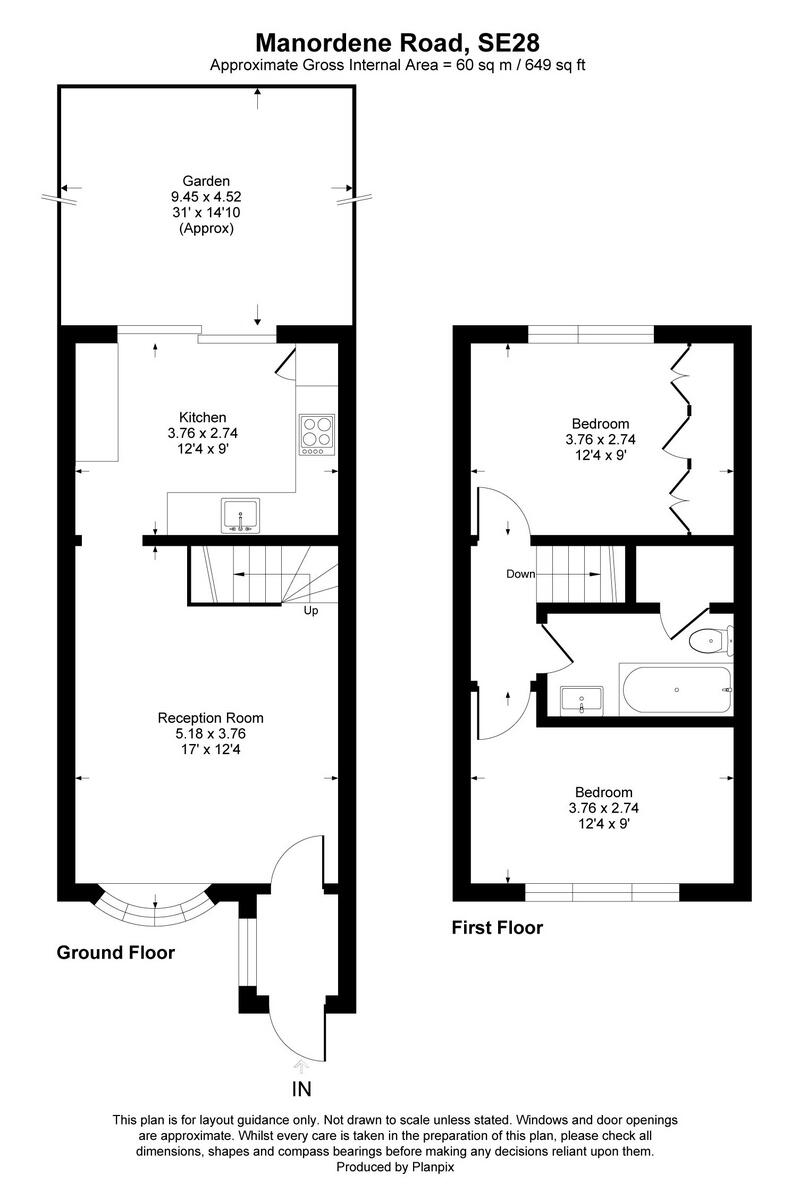 Manordene Road, SE28
Approximate Gross Internal Area = 60 sq m / 649 sq ft
Garden
9.45 x 4.52
31' x 14'10
(Approx)
Kitchen
3.76 x 2.74
12'4 x 9'
Bedroom
3.76 x 2.74
12'4 x 9'
Up
Down
Reception Room
5.18 x 3.76
17' x 12'4
Bedroom
3.76 x 2.74
12'4 x 9'
Ground Floor
First Floor
IN
This plan is for layout guidance only. Not drawn to scale unless stated. Windows and door openings
are approximate. Whilst every care is taken in the preparation of this plan, please check all
dimensions, shapes and compass bearings before making any decisions reliant upon them.
Produced by Planpix